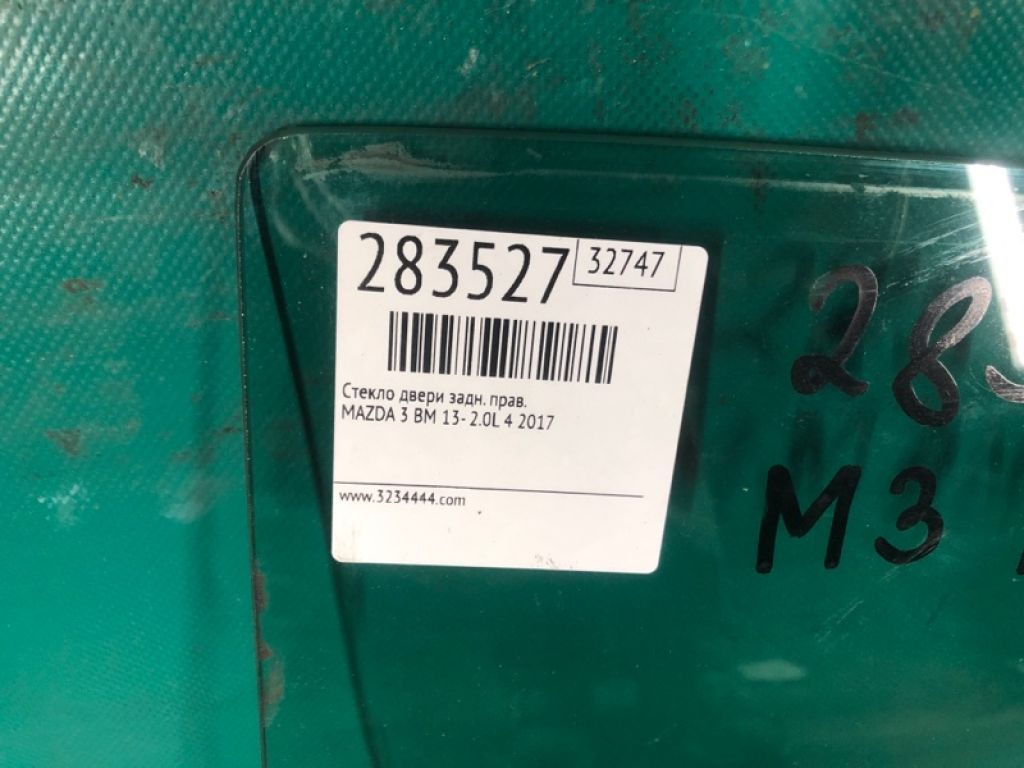 283527 32747
Стекло двери задн. прав.
MAZDA 3 BM 13- 2.0L 4 2017
www.3234444.com
28
M3